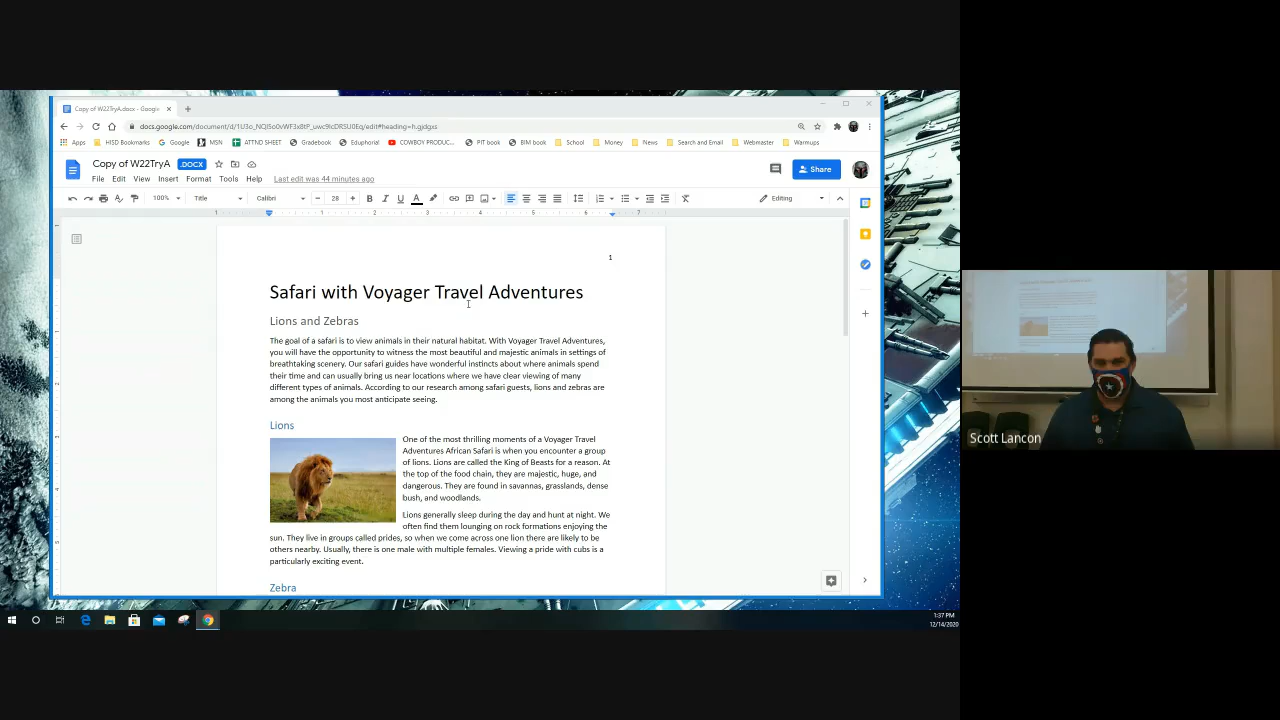 Copy of W22TryA.docx - Google
docs.google.com/document/d/
Apps
HISD Bookmarks
Google
MSN
ATTND SHEET
Gradebook
Eduphorial
COWBOY PRODUC...
PIT book
BIM book
School
Money
News
Search and Email
Webmaster
Warmups
Copy of W22TryA .DOCX
File Edit View Insert Format Tools Help Last edit was 44 minutes ago
Share
100% Title Calibri 28 B I U A Editing
1 1 2 3 4 5 6 7
1
Safari with Voyager Travel Adventures
Lions and Zebras
The goal of a safari is to view animals in their natural habitat. With Voyager Travel Adventures,
you will have the opportunity to witness the most beautiful and majestic animals in settings of
breathtaking scenery. Our safari guides have wonderful instincts about where animals spend
their time and can usually bring us near locations where we have clear viewing of many
different types of animals. According to our research among safari guests, lions and zebras are
among the animals you most anticipate seeing.
Lions
One of the most thrilling moments of a Voyager Travel
Adventures African Safari is when you encounter a group
of lions. Lions are called the King of Beasts for a reason. At
the top of the food chain, they are majestic, huge, and
dangerous. They are found in savannas, grasslands, dense
bush, and woodlands.
Lions generally sleep during the day and hunt at night. We
often find them lounging on rock formations enjoying the
sun. They live in groups called prides, so when we come across one lion there are likely to be
others nearby. Usually, there is one male with multiple females. Viewing a pride with cubs is a
particularly exciting event.
Zebra
1:37 PM
12/14/2020
Scott Lancon